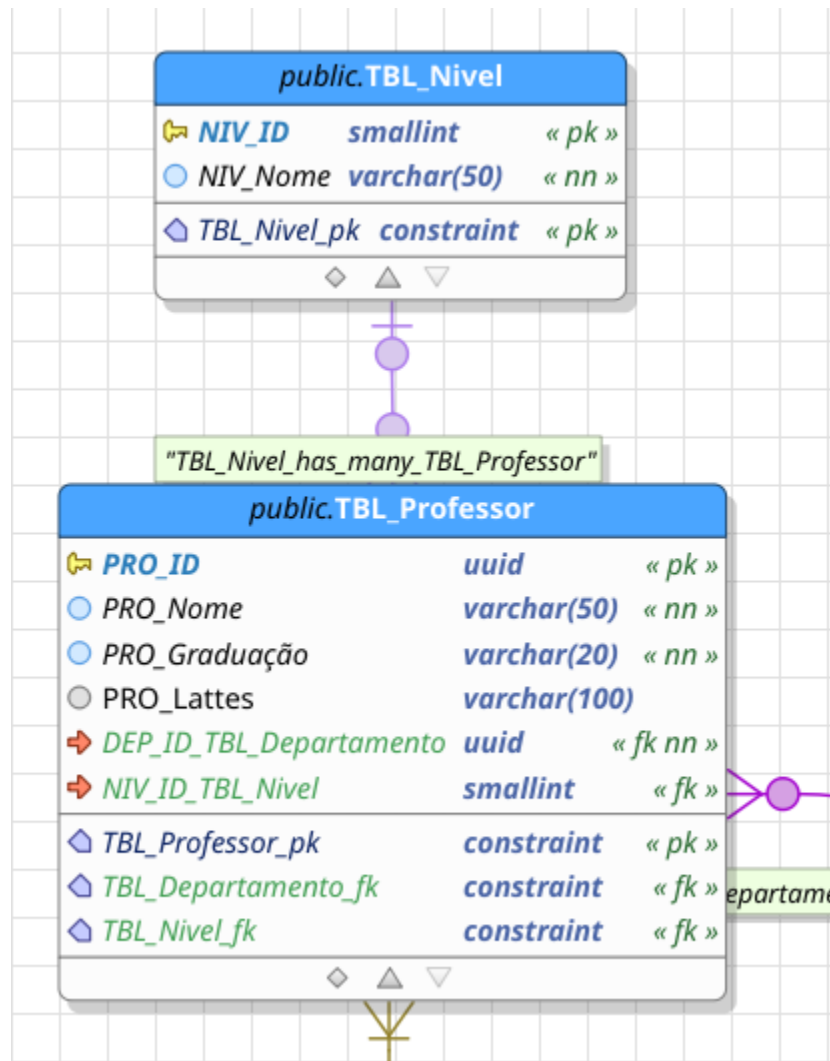 public.TBL_Nivel
NIV_ID smallint « pk »
NIV_Nome varchar(50) « nn »
TBL_Nivel_pk constraint « pk »
"TBL_Nivel_has_many_TBL_Professor"
public.TBL_Professor
PRO_ID uuid « pk »
PRO_Nome varchar(50) « nn »
PRO_Graduação varchar(20) « nn »
PRO_Lattes varchar(100)
DEP_ID_TBL_Departamento uuid « fk nn »
NIV_ID_TBL_Nivel smallint « fk »
TBL_Professor_pk constraint « pk »
TBL_Departamento_fk constraint « fk »
epartame
TBL_Nivel_fk constraint « fk »